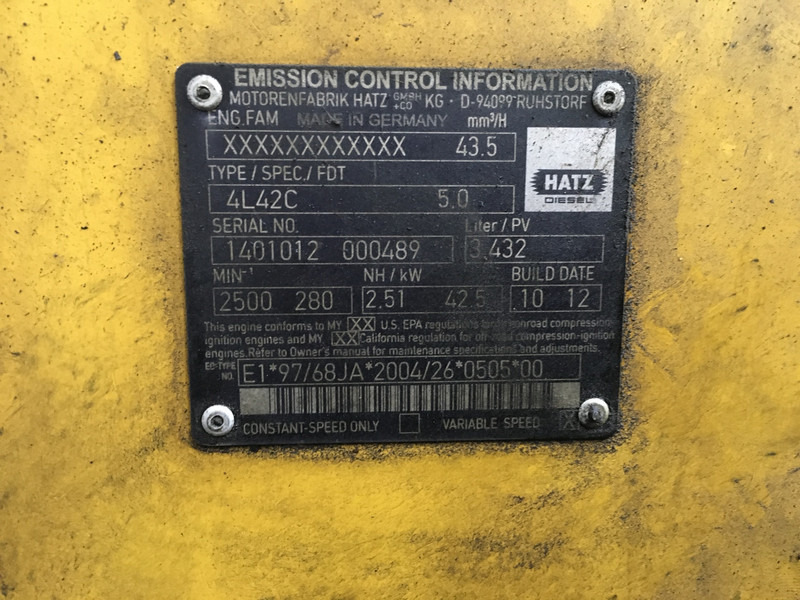 EMISSION CONTROL INFORMATION
MOTORENFABRIK HATZ GMBH +CO KG · D-94099 RUHSTORF
ENG.FAM MADE IN GERMANY mm³/H
XXXXXXXXXXXX 43.5
TYPE / SPEC./ FDT
4L42C 5.0
HATZ
DIESEL
SERIAL NO. Liter / PV
1401012 000489 3.432
MIN⁻¹ NH / kW BUILD DATE
2500 280 2.51 42.5 10 12
This engine conforms to MY XX U.S. EPA regulations for nonroad compression
ignition engines and MY XX California regulation for off-road compression-ignition
engines. Refer to Owner's manual for maintenance specifications and adjustments.
EC-TYPE NO. E1*97/68JA*2004/26*0505*00
CONSTANT-SPEED ONLY VARIABLE SPEED X